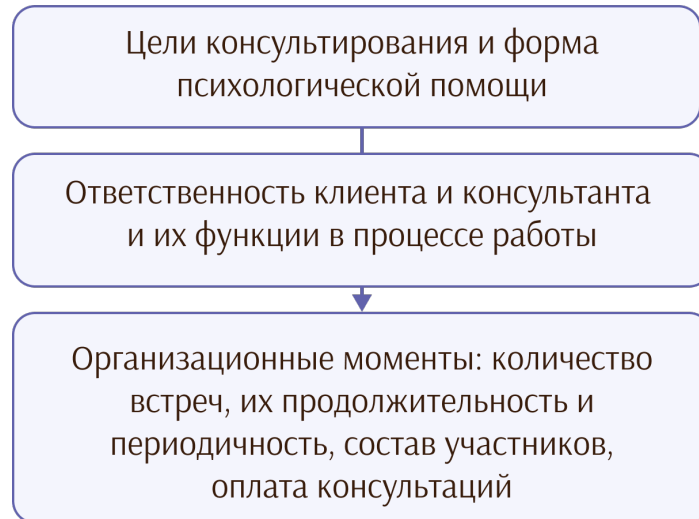 Цели консультирования и форма
психологической помощи
Ответственность клиента и консультанта
и их функции в процессе работы
Организационные моменты: количество
встреч, их продолжительность и
периодичность, состав участников,
оплата консультаций